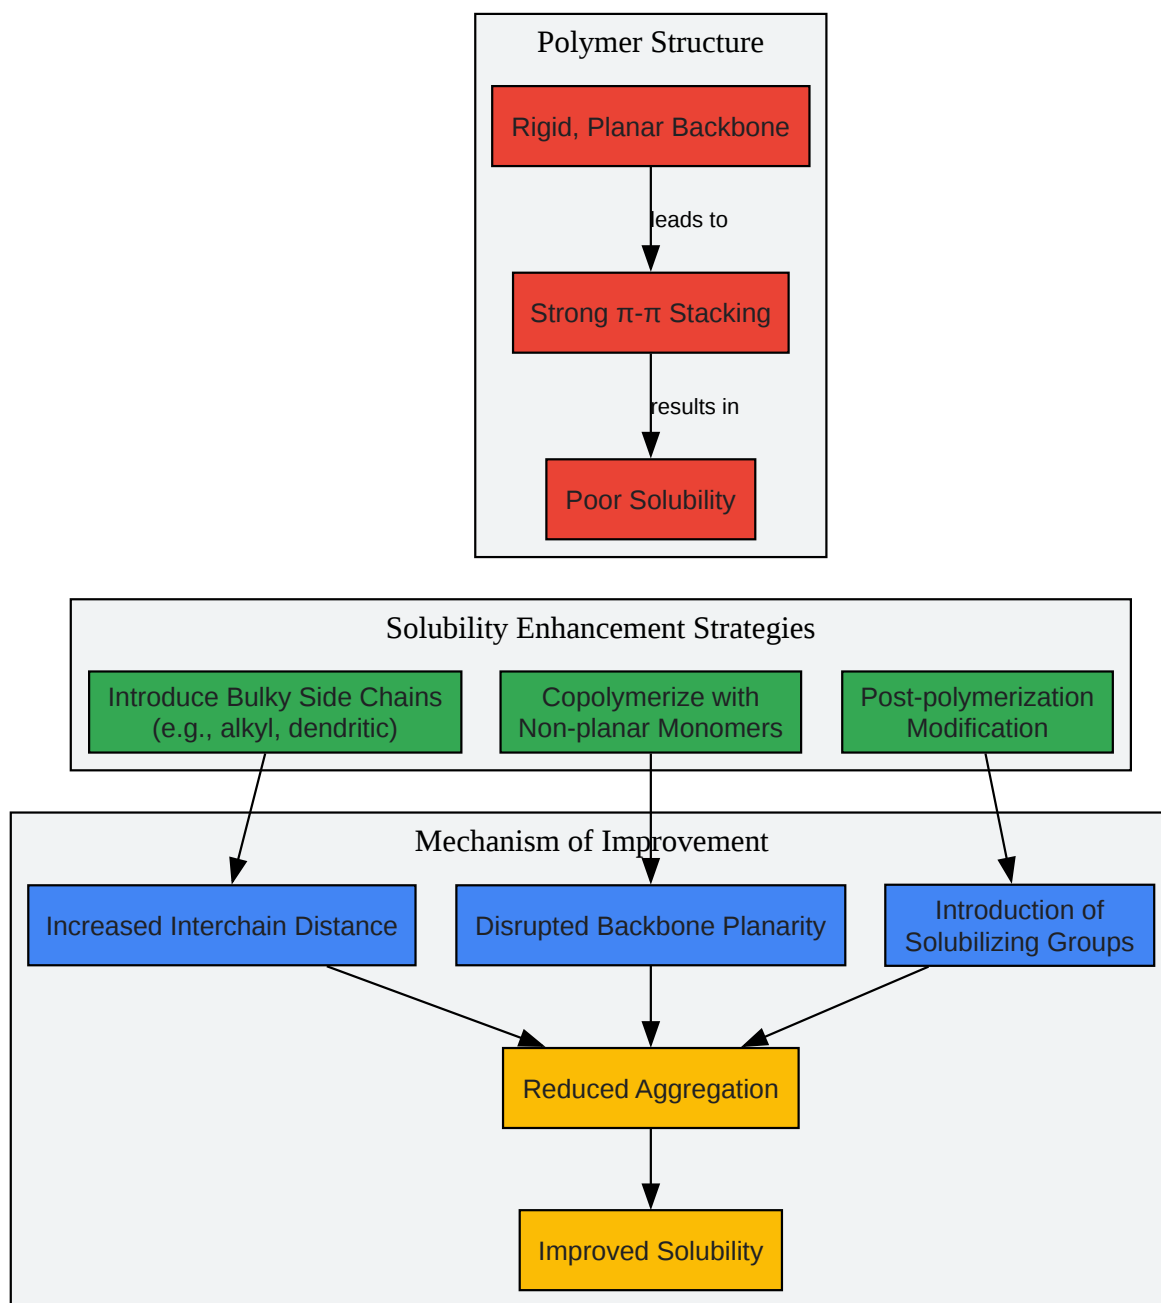 Polymer Structure
Rigid, Planar Backbone
leads to
Strong π-π Stacking
results in
Poor Solubility
Solubility Enhancement Strategies
Introduce Bulky Side Chains
(e.g., alkyl, dendritic)
Copolymerize with
Non-planar Monomers
Post-polymerization
Modification
Mechanism of Improvement
Increased Interchain Distance
Disrupted Backbone Planarity
Introduction of
Solubilizing Groups
Reduced Aggregation
Improved Solubility